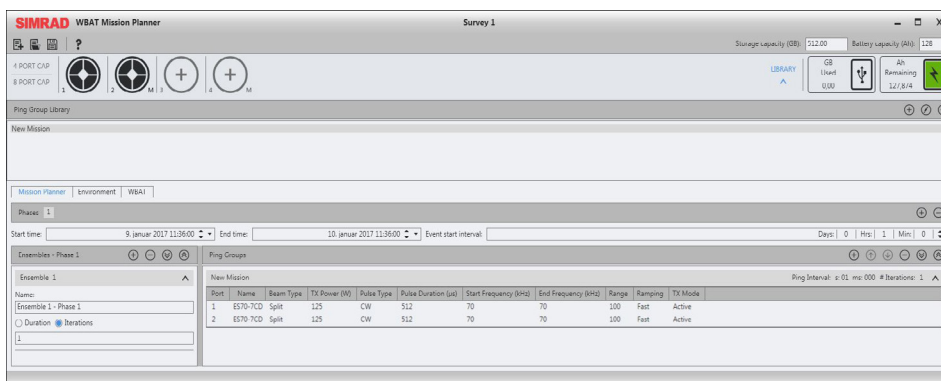 SIMRAD WBAT Mission Planner Survey 1
? Storage capacity (GB): 512.00 Battery capacity (Ah): 128
4 PORT CAP
8 PORT CAP
1 2 M 3 4 M
LIBRARY
GB Used 0,00
Ah Remaining 127,874
Ping Group Library
New Mission
Mission Planner Environment WBAT
Phases 1
Start time: 9. januar 2017 11:36:00 End time: 10. januar 2017 11:36:00 Event start interval: Days: 0 Hrs: 1 Min: 0
Ensembles - Phase 1 Ping Groups
Ensemble 1 New Mission Ping Interval: s: 01 ms: 000 # Iterations: 1
Name:
Ensemble 1 - Phase 1
Duration Iterations
1
Port Name Beam Type TX Power (W) Pulse Type Pulse Duration (µs) Start Frequency (kHz) End Frequency (kHz) Range Ramping TX Mode
1 ES70-7CD Split 125 CW 512 70 70 100 Fast Active
2 ES70-7CD Split 125 CW 512 70 70 100 Fast Active